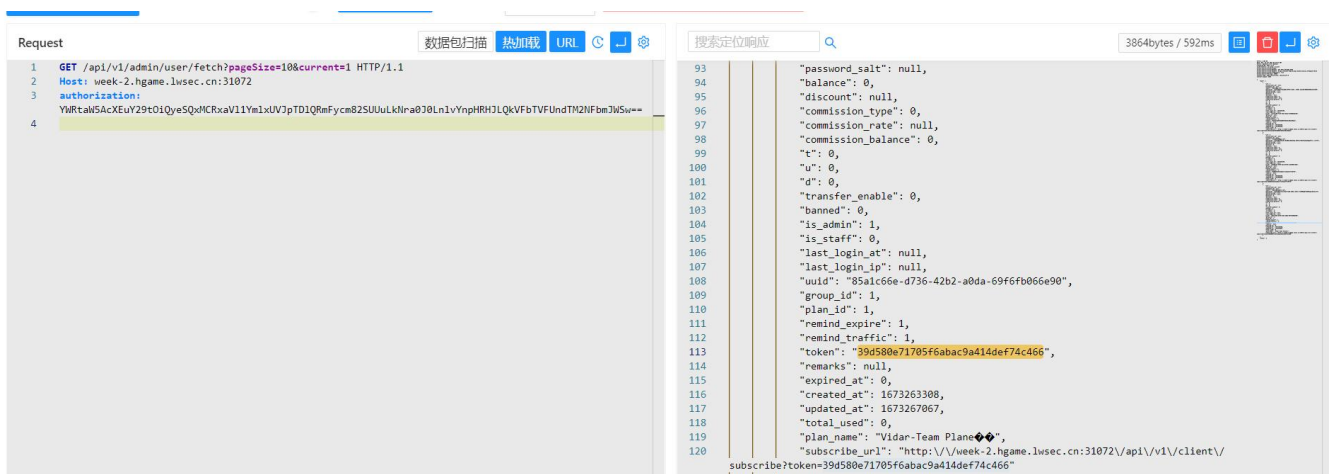 Request
数据包扫描 热加载 URL
1 GET /api/v1/admin/user/fetch?pageSize=10&current=1 HTTP/1.1
2 Host: week-2.hgame.lwsec.cn:31072
3 authorization:
4
搜索定位响应
3864bytes / 592ms
93 "password_salt": null,
94 "balance": 0,
95 "discount": null,
96 "commission_type": 0,
97 "commission_rate": null,
98 "commission_balance": 0,
99 "t": 0,
100 "u": 0,
101 "d": 0,
102 "transfer_enable": 0,
103 "banned": 0,
104 "is_admin": 1,
105 "is_staff": 0,
106 "last_login_at": null,
107 "last_login_ip": null,
108 "uuid": "85a1c66e-d736-42b2-a0da-69f6fb066e90",
109 "group_id": 1,
110 "plan_id": 1,
111 "remind_expire": 1,
112 "remind_traffic": 1,
113 "token": "39d580e71705f6abac9a414def74c466",
114 "remarks": null,
115 "expired_at": 0,
116 "created_at": 1673263308,
117 "updated_at": 1673267067,
118 "total_used": 0,
119 "plan_name": "Vidar-Team Plane��",
120 "subscribe_url": "http:\/\/week-2.hgame.lwsec.cn:31072\/api\/v1\/client\/
subscribe?token=39d580e71705f6abac9a414def74c466"